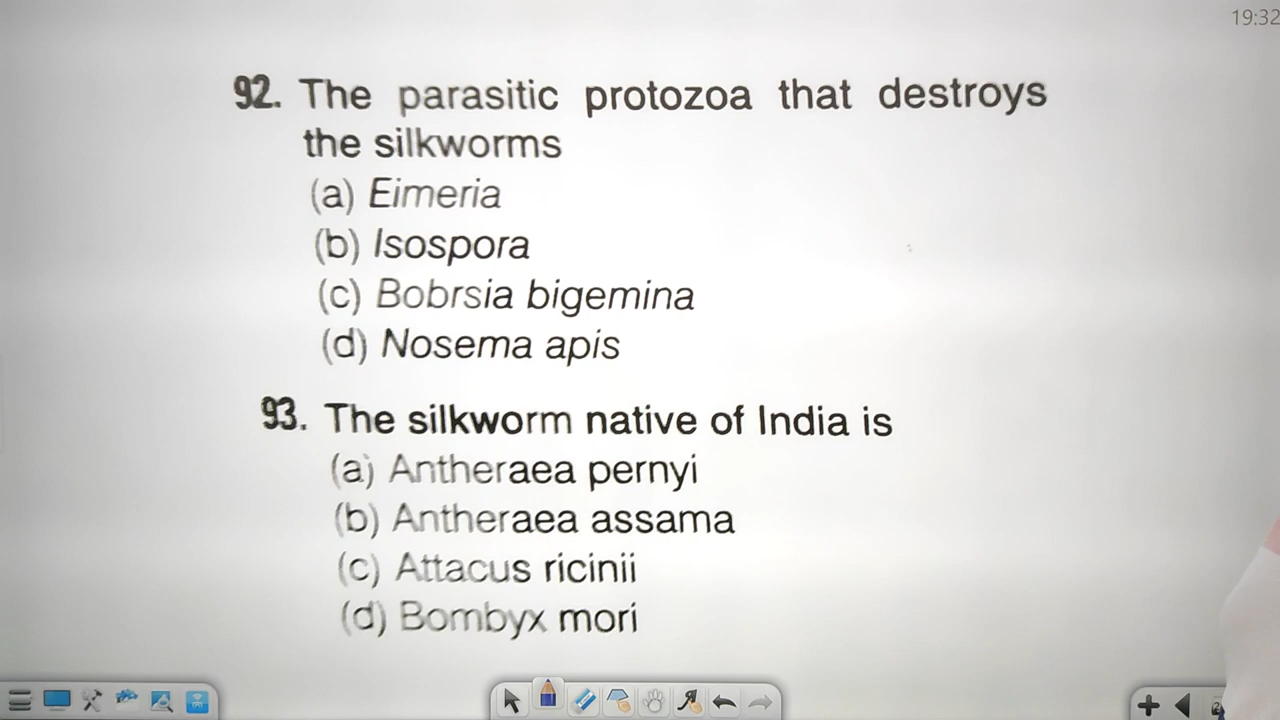 19:32
92. The parasitic protozoa that destroys
the silkworms
(a) Eimeria
(b) Isospora
(c) Bobrsia bigemina
(d) Nosema apis
93. The silkworm native of India is
(a) Antheraea pernyi
(b) Antheraea assama
(c) Attacus ricinii
(d) Bombyx mori